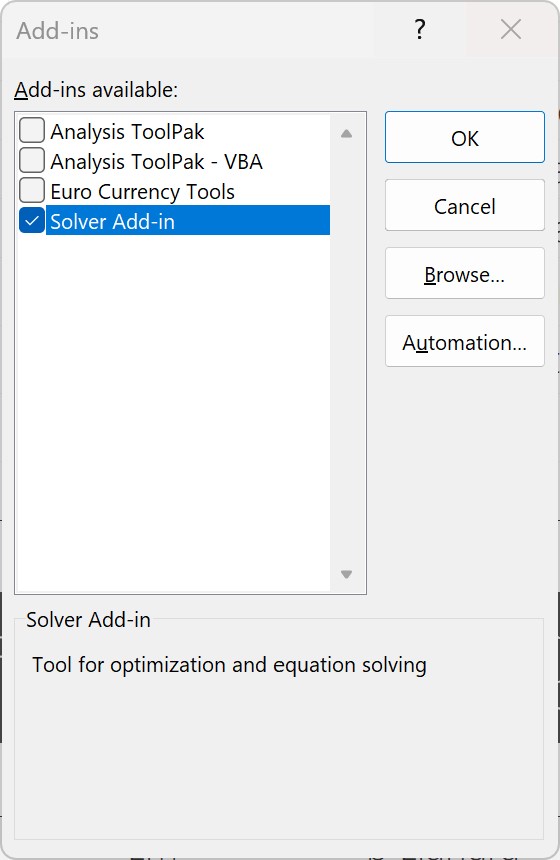 Add-ins
?
Add-ins available:
Analysis ToolPak
Analysis ToolPak - VBA
Euro Currency Tools
Solver Add-in
OK
Cancel
Browse...
Automation...
Solver Add-in
Tool for optimization and equation solving